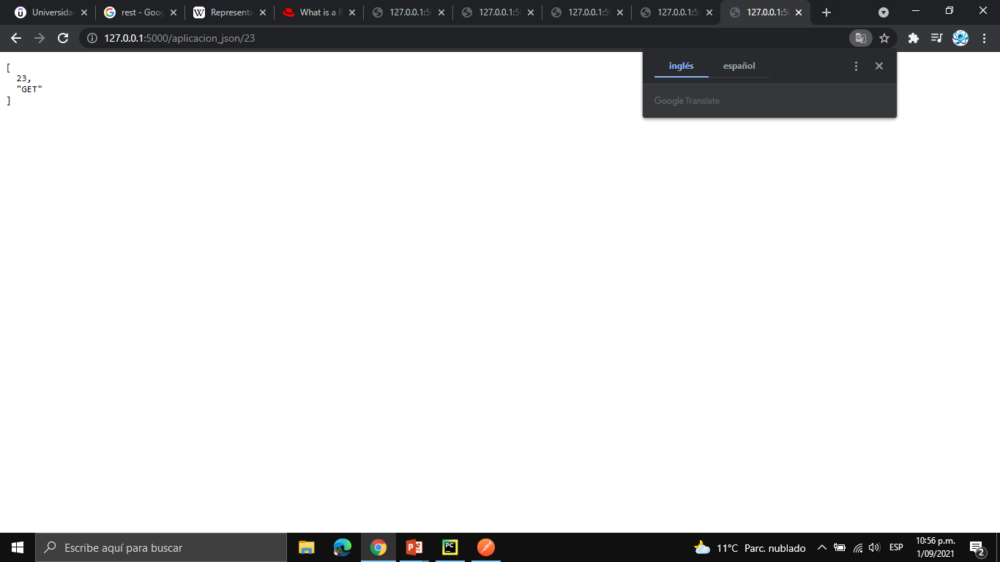 Universida
rest - Goog
Representa
What is a R
127.0.0.1:5
127.0.0.1:5
127.0.0.1:5
127.0.0.1:5
127.0.0.1:5
127.0.0.1:5000/aplicacion_json/23
inglés español
Google Translate
[
23,
"GET"
]
Escribe aquí para buscar
PC
11°C Parc. nublado
ESP
10:56 p.m.
1/09/2021
2